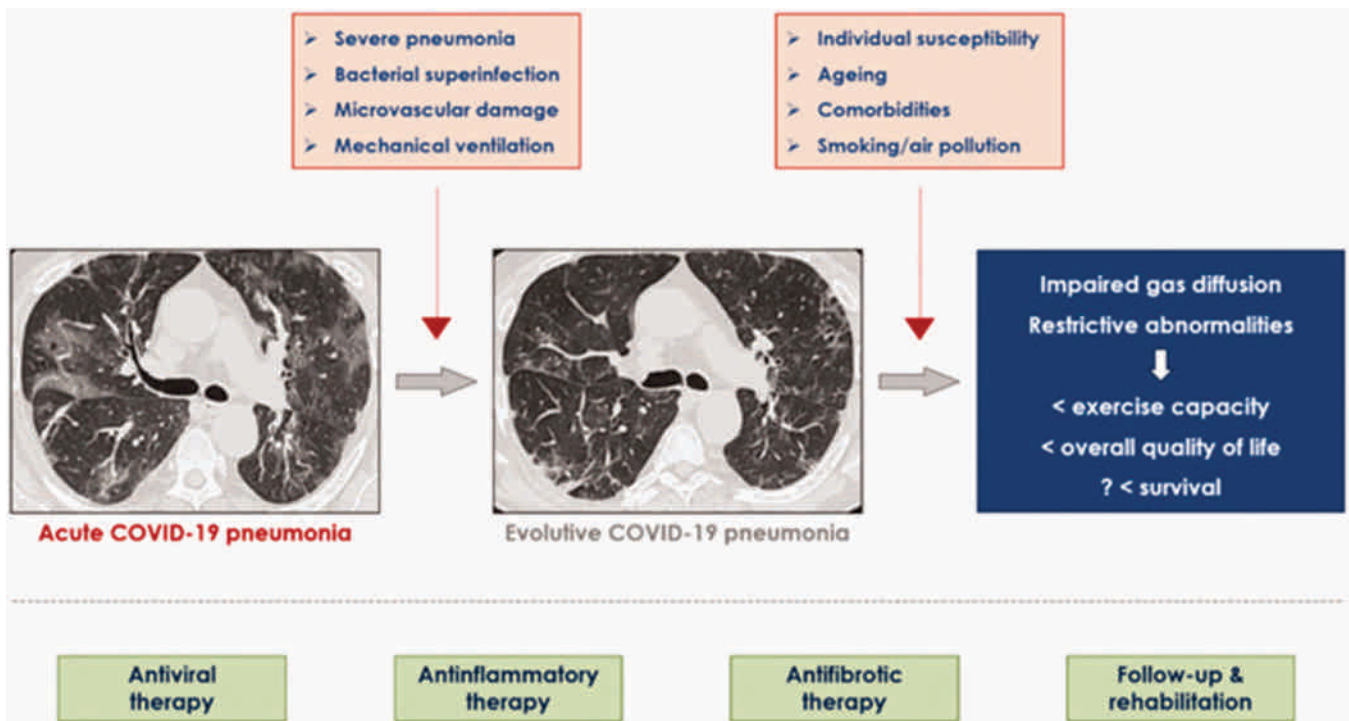 ➢ Severe pneumonia
➢ Bacterial superinfection
➢ Microvascular damage
➢ Mechanical ventilation
➢ Individual susceptibility
➢ Ageing
➢ Comorbidities
➢ Smoking/air pollution
Acute COVID-19 pneumonia
Evolutive COVID-19 pneumonia
Impaired gas diffusion
Restrictive abnormalities
< exercise capacity
< overall quality of life
? < survival
Antiviral
therapy
Antinflammatory
therapy
Antifibrotic
therapy
Follow-up &
rehabilitation